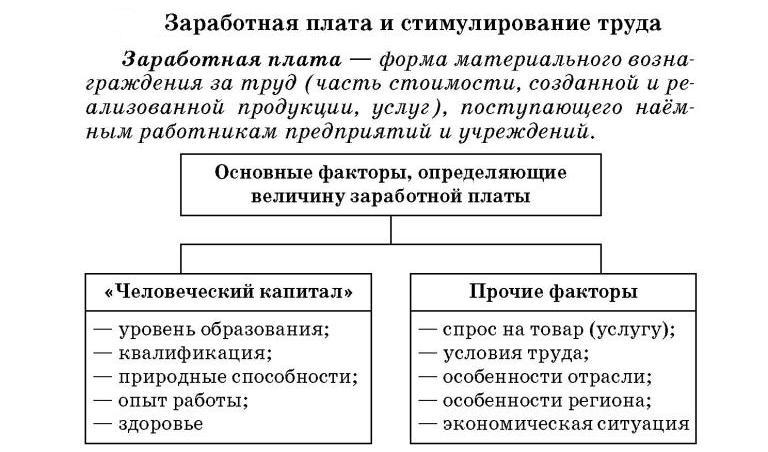 Заработная плата и стимулирование труда
Заработная плата — форма материального возна-
граждения за труд (часть стоимости, созданной и ре-
ализованной продукции, услуг), поступающего наём-
ным работникам предприятий и учреждений.
Основные факторы, определяющие
величину заработной платы
«Человеческий капитал»
— уровень образования;
— квалификация;
— природные способности;
— опыт работы;
— здоровье
Прочие факторы
— спрос на товар (услугу);
— условия труда;
— особенности отрасли;
— особенности региона;
— экономическая ситуация